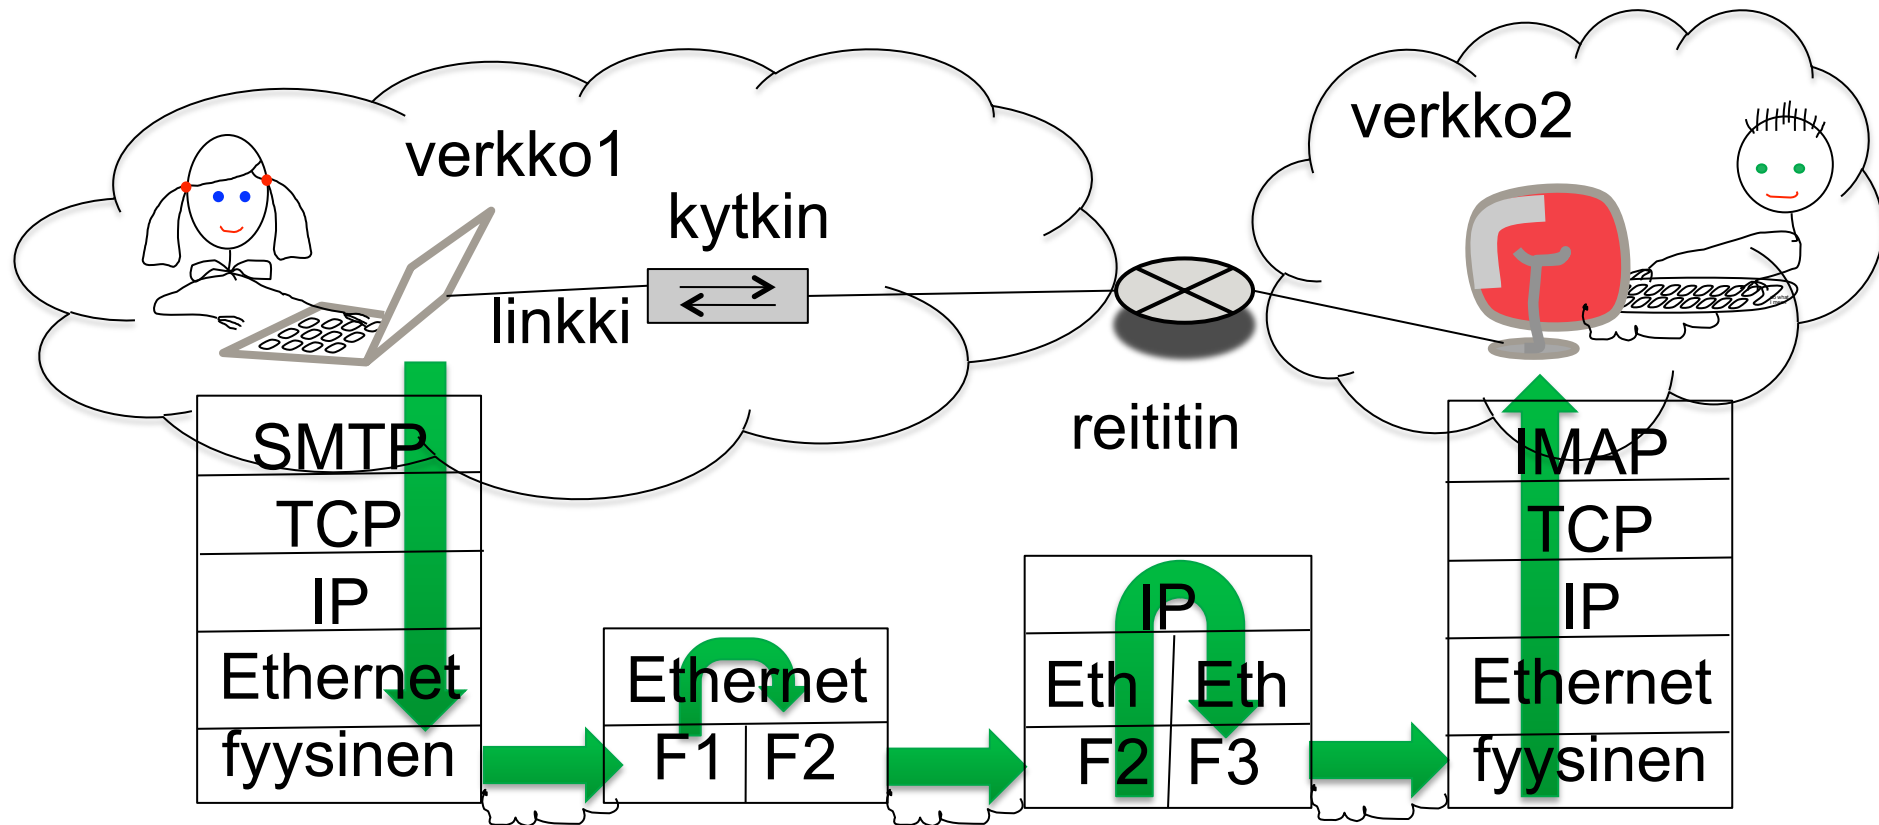 verkko1
verkko2
kytkin
linkki
reititin
SMTP
TCP
IP
Ethernet
fyysinen
Ethernet
F1 F2
IP
Eth Eth
F2 F3
IMAP
TCP
IP
Ethernet
fyysinen